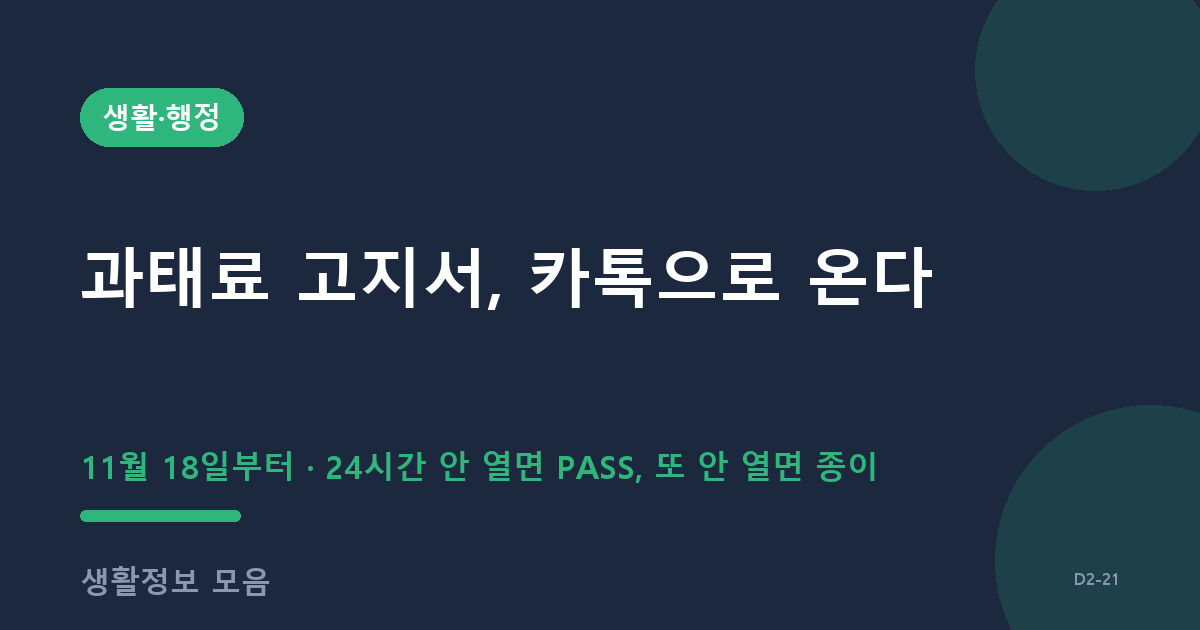 생활·행정
과태료 고지서, 카톡으로 온다
11월 18일부터 · 24시간 안 열면 PASS, 또 안 열면 종이
생활정보 모음
D2-21